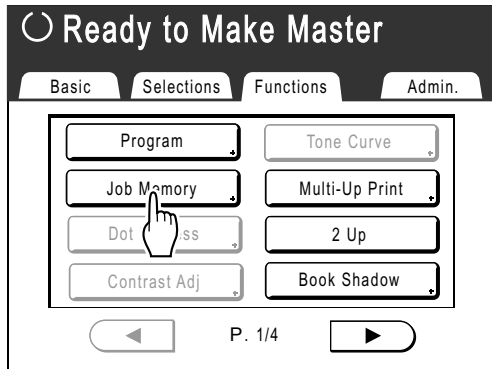 Ready to Make Master
Basic Selections Functions Admin.
Program Tone Curve
Job Memory Multi-Up Print
Dot 2 Up
Contrast Adj Book Shadow
◄ P. 1/4 ►